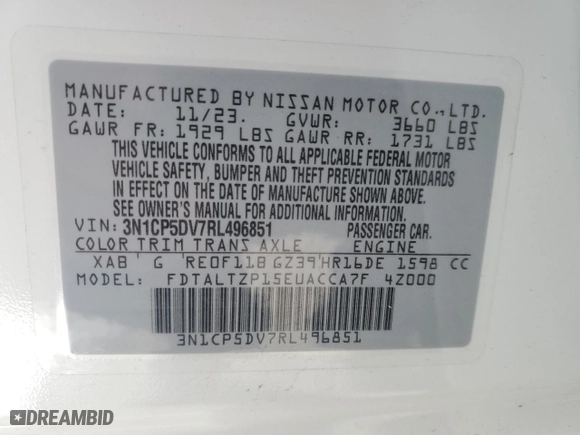 MANUFACTURED BY NISSAN MOTOR CO., LTD.
DATE: 11/23. GVWR: 3660 LBS
GAWR FR: 1929 LBS GAWR RR: 1731 LBS
THIS VEHICLE CONFORMS TO ALL APPLICABLE FEDERAL MOTOR
VEHICLE SAFETY, BUMPER AND THEFT PREVENTION STANDARDS
IN EFFECT ON THE DATE OF MANUFACTURE SHOWN ABOVE.
SEE OWNER'S MANUAL FOR ADDITIONAL INFORMATION.
VIN: 3N1CP5DV7RL496851 PASSENGER CAR.
COLOR TRIM TRANS AXLE ENGINE
XAB G RE0F11B GZ39 HR16DE 1598 CC
MODEL: FDTALTZP15EUACCA7F 4Z000
3N1CP5DV7RL496851
DREAMBID